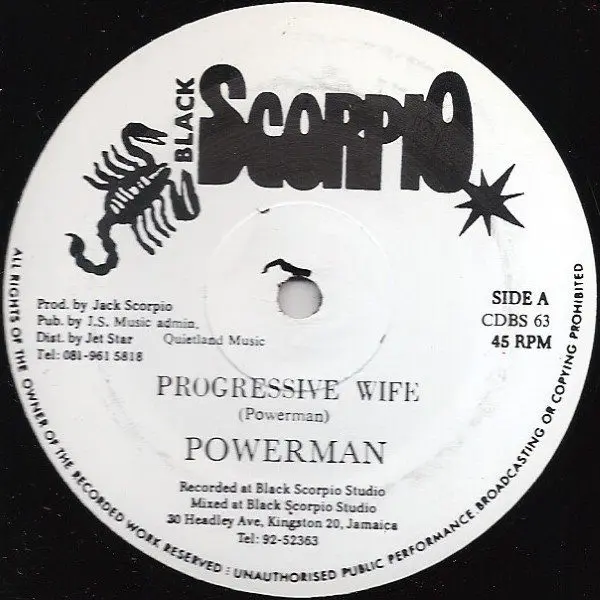 BLACK
SCORPIO
Prod. by Jack Scorpio
Pub. by J.S. Music admin.
Dist. by Jet Star Quietland Music
Tel: 081-961 5818
SIDE A
CDBS 63
45 RPM
PROGRESSIVE WIFE
(Powerman)
POWERMAN
Recorded at Black Scorpio Studio
Mixed at Black Scorpio Studio
30 Headley Ave, Kingston 20, Jamaica
Tel: 92-52363
ALL RIGHTS OF THE OWNER OF THE RECORDED WORK RESERVED : UNAUTHORISED PUBLIC PERFORMANCE. BROADCASTING OR COPYING PROHIBITED